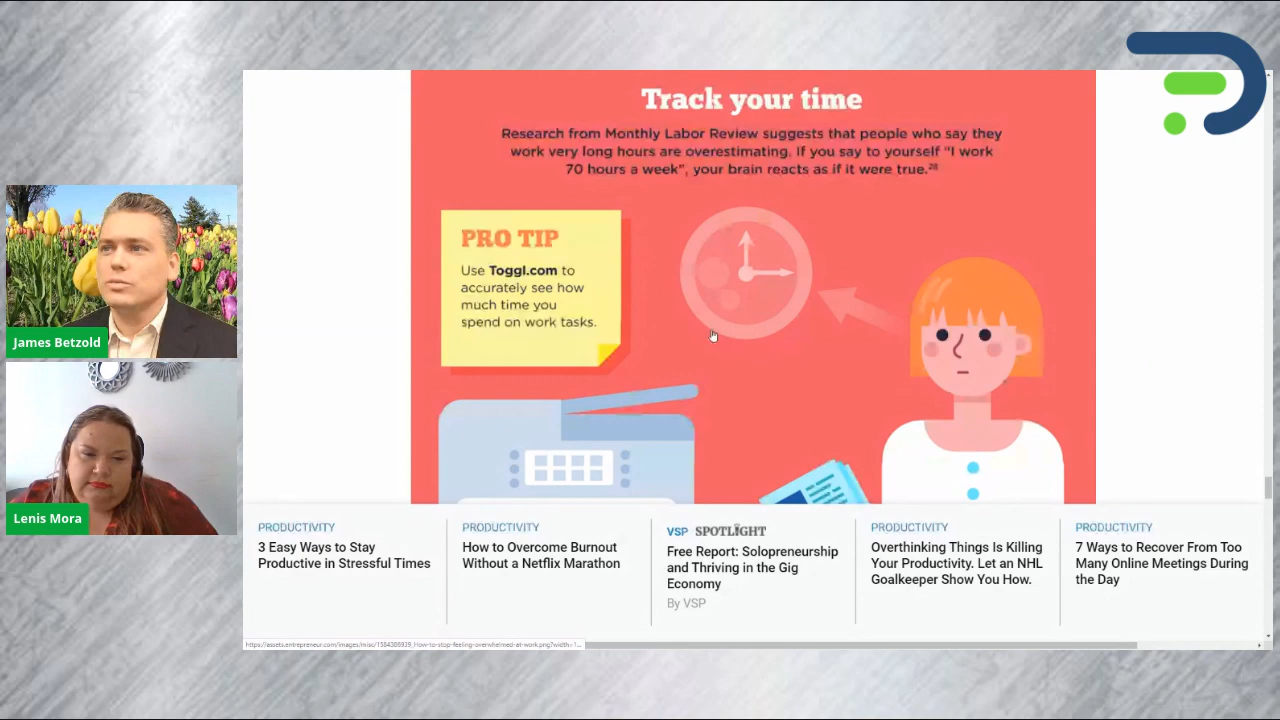 Track your time
Research from Monthly Labor Review suggests that people who say they
work very long hours are overestimating. If you say to yourself “I work
70 hours a week”, your brain reacts as if it were true.²⁸
PRO TIP
Use Toggl.com to
accurately see how
much time you
spend on work tasks.
James Betzold
Lenis Mora
PRODUCTIVITY
3 Easy Ways to Stay
Productive in Stressful Times
PRODUCTIVITY
How to Overcome Burnout
Without a Netflix Marathon
VSP SPOTLIGHT
Free Report: Solopreneurship
and Thriving in the Gig
Economy
By VSP
PRODUCTIVITY
Overthinking Things Is Killing
Your Productivity. Let an NHL
Goalkeeper Show You How.
PRODUCTIVITY
7 Ways to Recover From Too
Many Online Meetings During
the Day